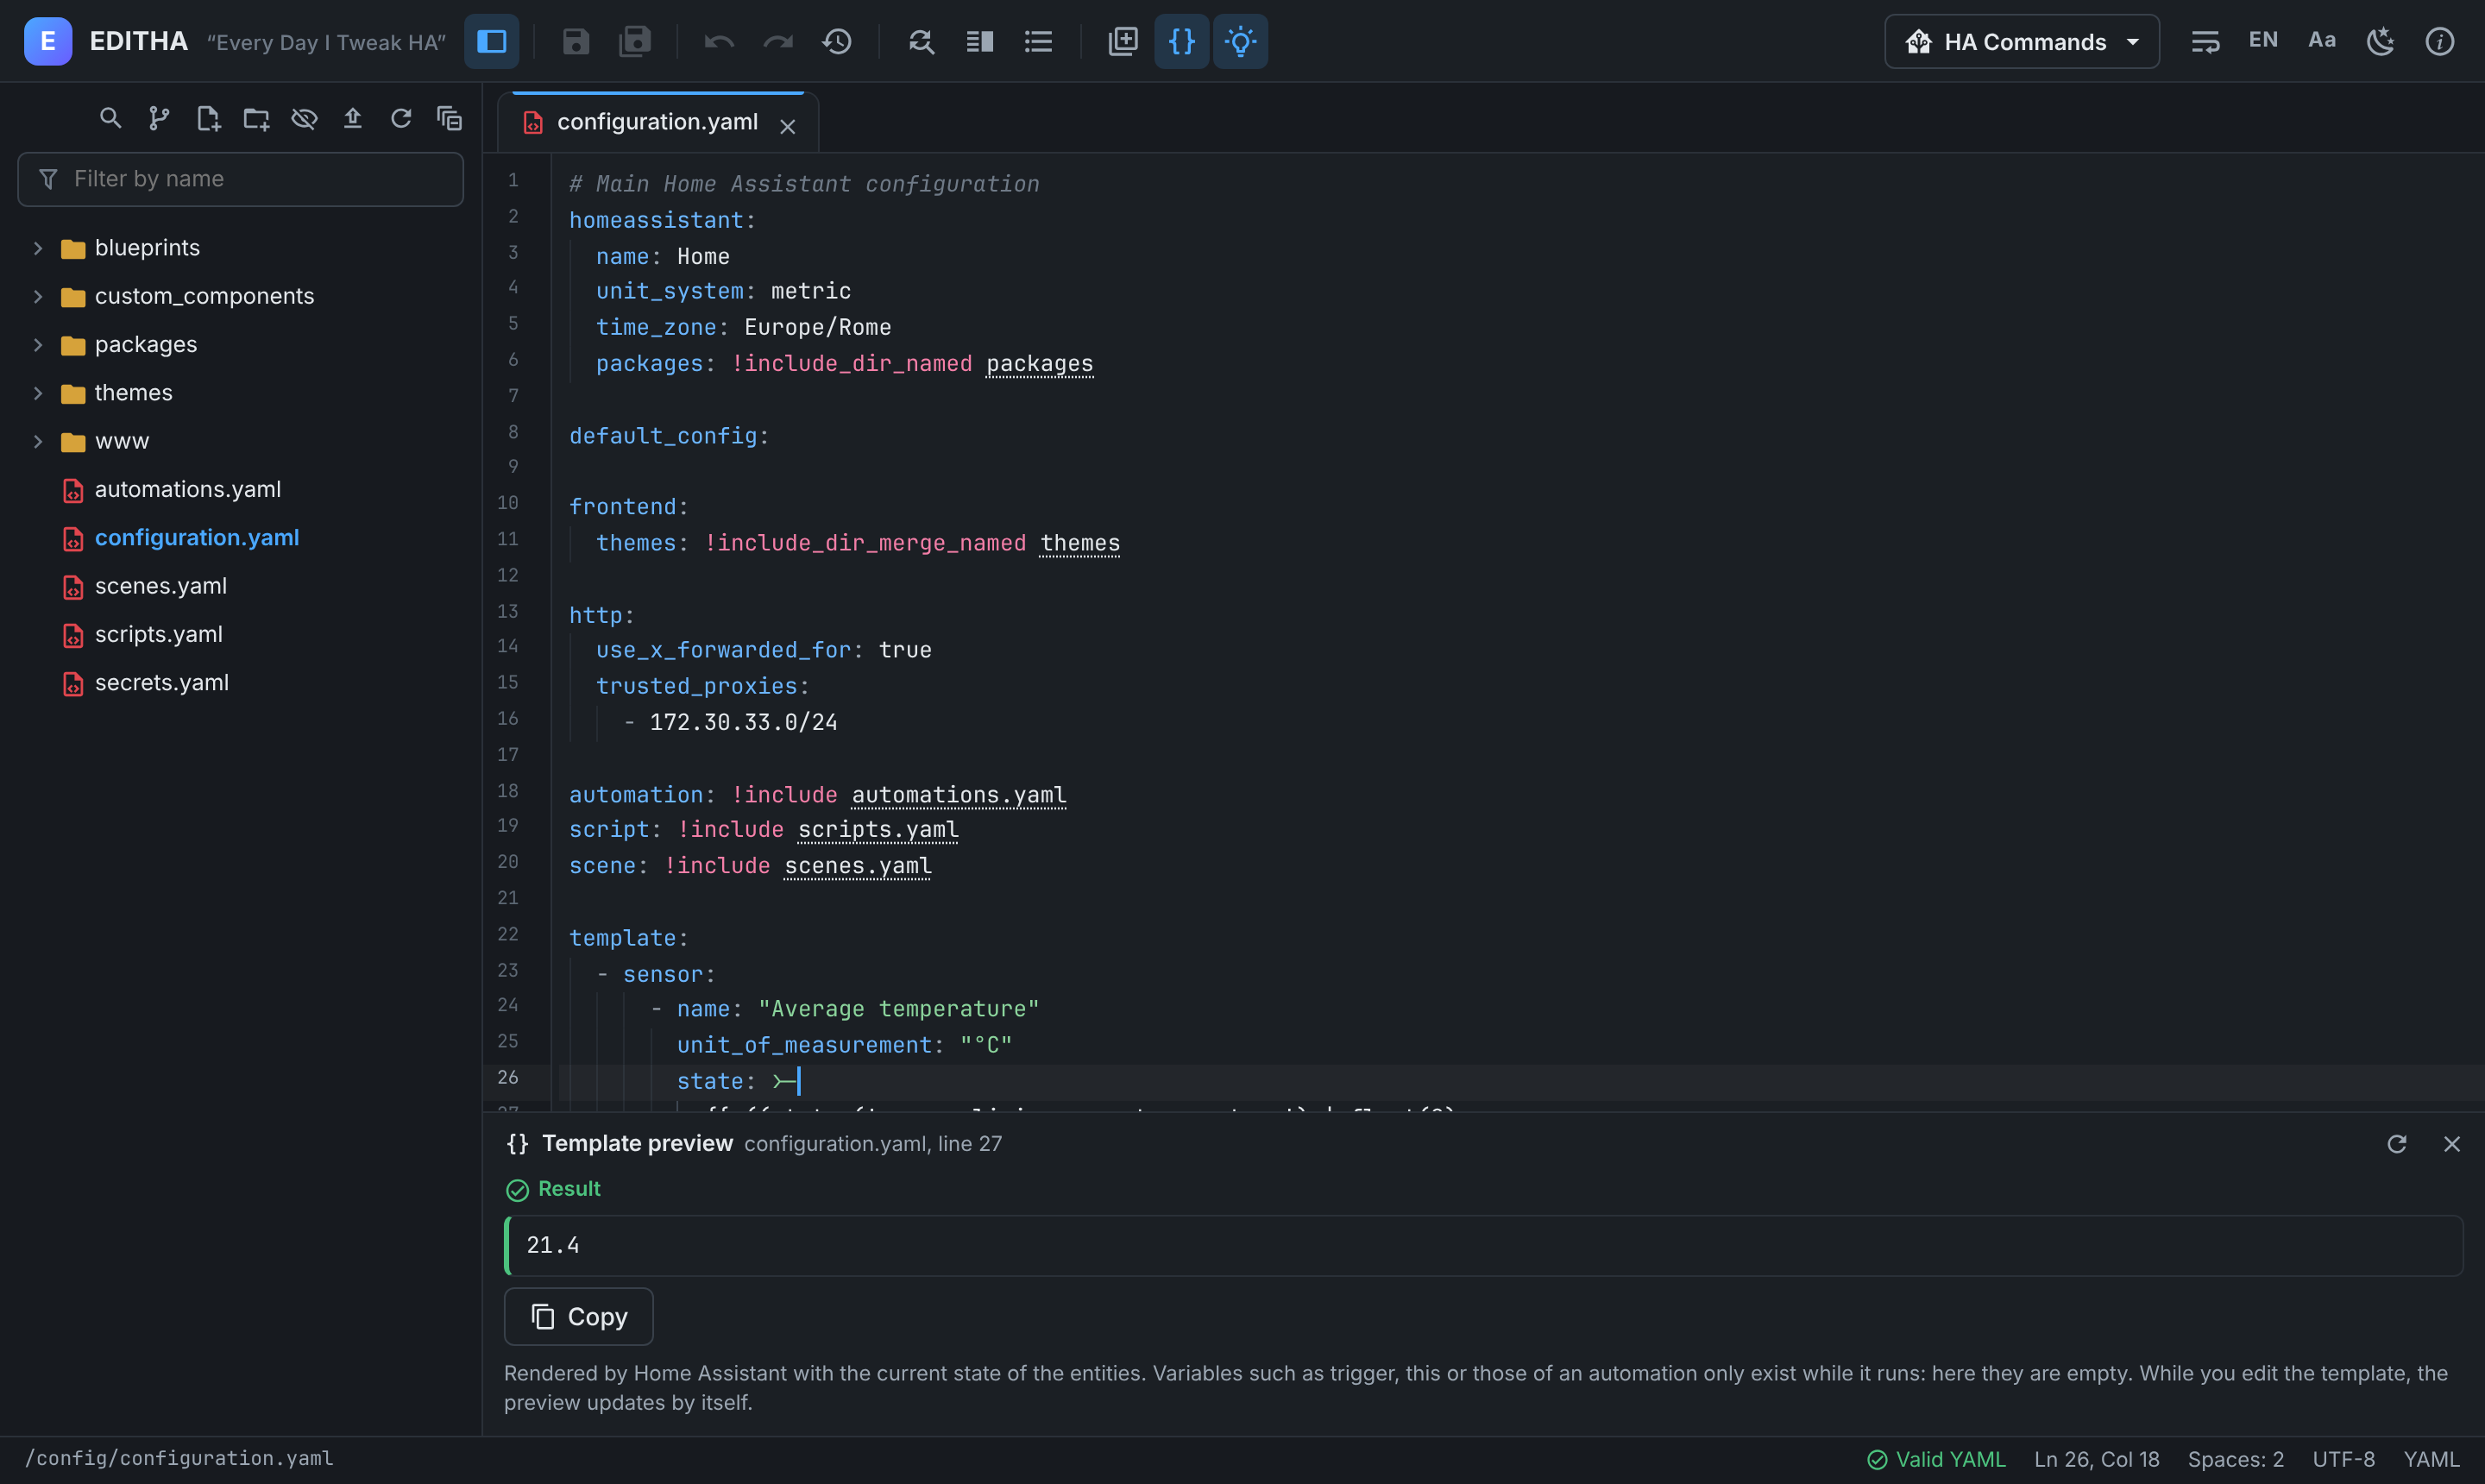 E EDITHA “Every Day I Tweak HA”
HA Commands
EN
Aa
Filter by name
blueprints
custom_components
packages
themes
www
automations.yaml
configuration.yaml
scenes.yaml
scripts.yaml
secrets.yaml
configuration.yaml
1 # Main Home Assistant configuration
2 homeassistant:
3 name: Home
4 unit_system: metric
5 time_zone: Europe/Rome
6 packages: !include_dir_named packages
7
8 default_config:
9
10 frontend:
11 themes: !include_dir_merge_named themes
12
13 http:
14 use_x_forwarded_for: true
15 trusted_proxies:
16 - 172.30.33.0/24
17
18 automation: !include automations.yaml
19 script: !include scripts.yaml
20 scene: !include scenes.yaml
21
22 template:
23 - sensor:
24 - name: "Average temperature"
25 unit_of_measurement: "°C"
26 state: >-
27
{} Template preview configuration.yaml, line 27
Result
21.4
Copy
Rendered by Home Assistant with the current state of the entities. Variables such as trigger, this or those of an automation only exist while it runs: here they are empty. While you edit the template, the
preview updates by itself.
/config/configuration.yaml
Valid YAML
Ln 26, Col 18
Spaces: 2
UTF-8
YAML